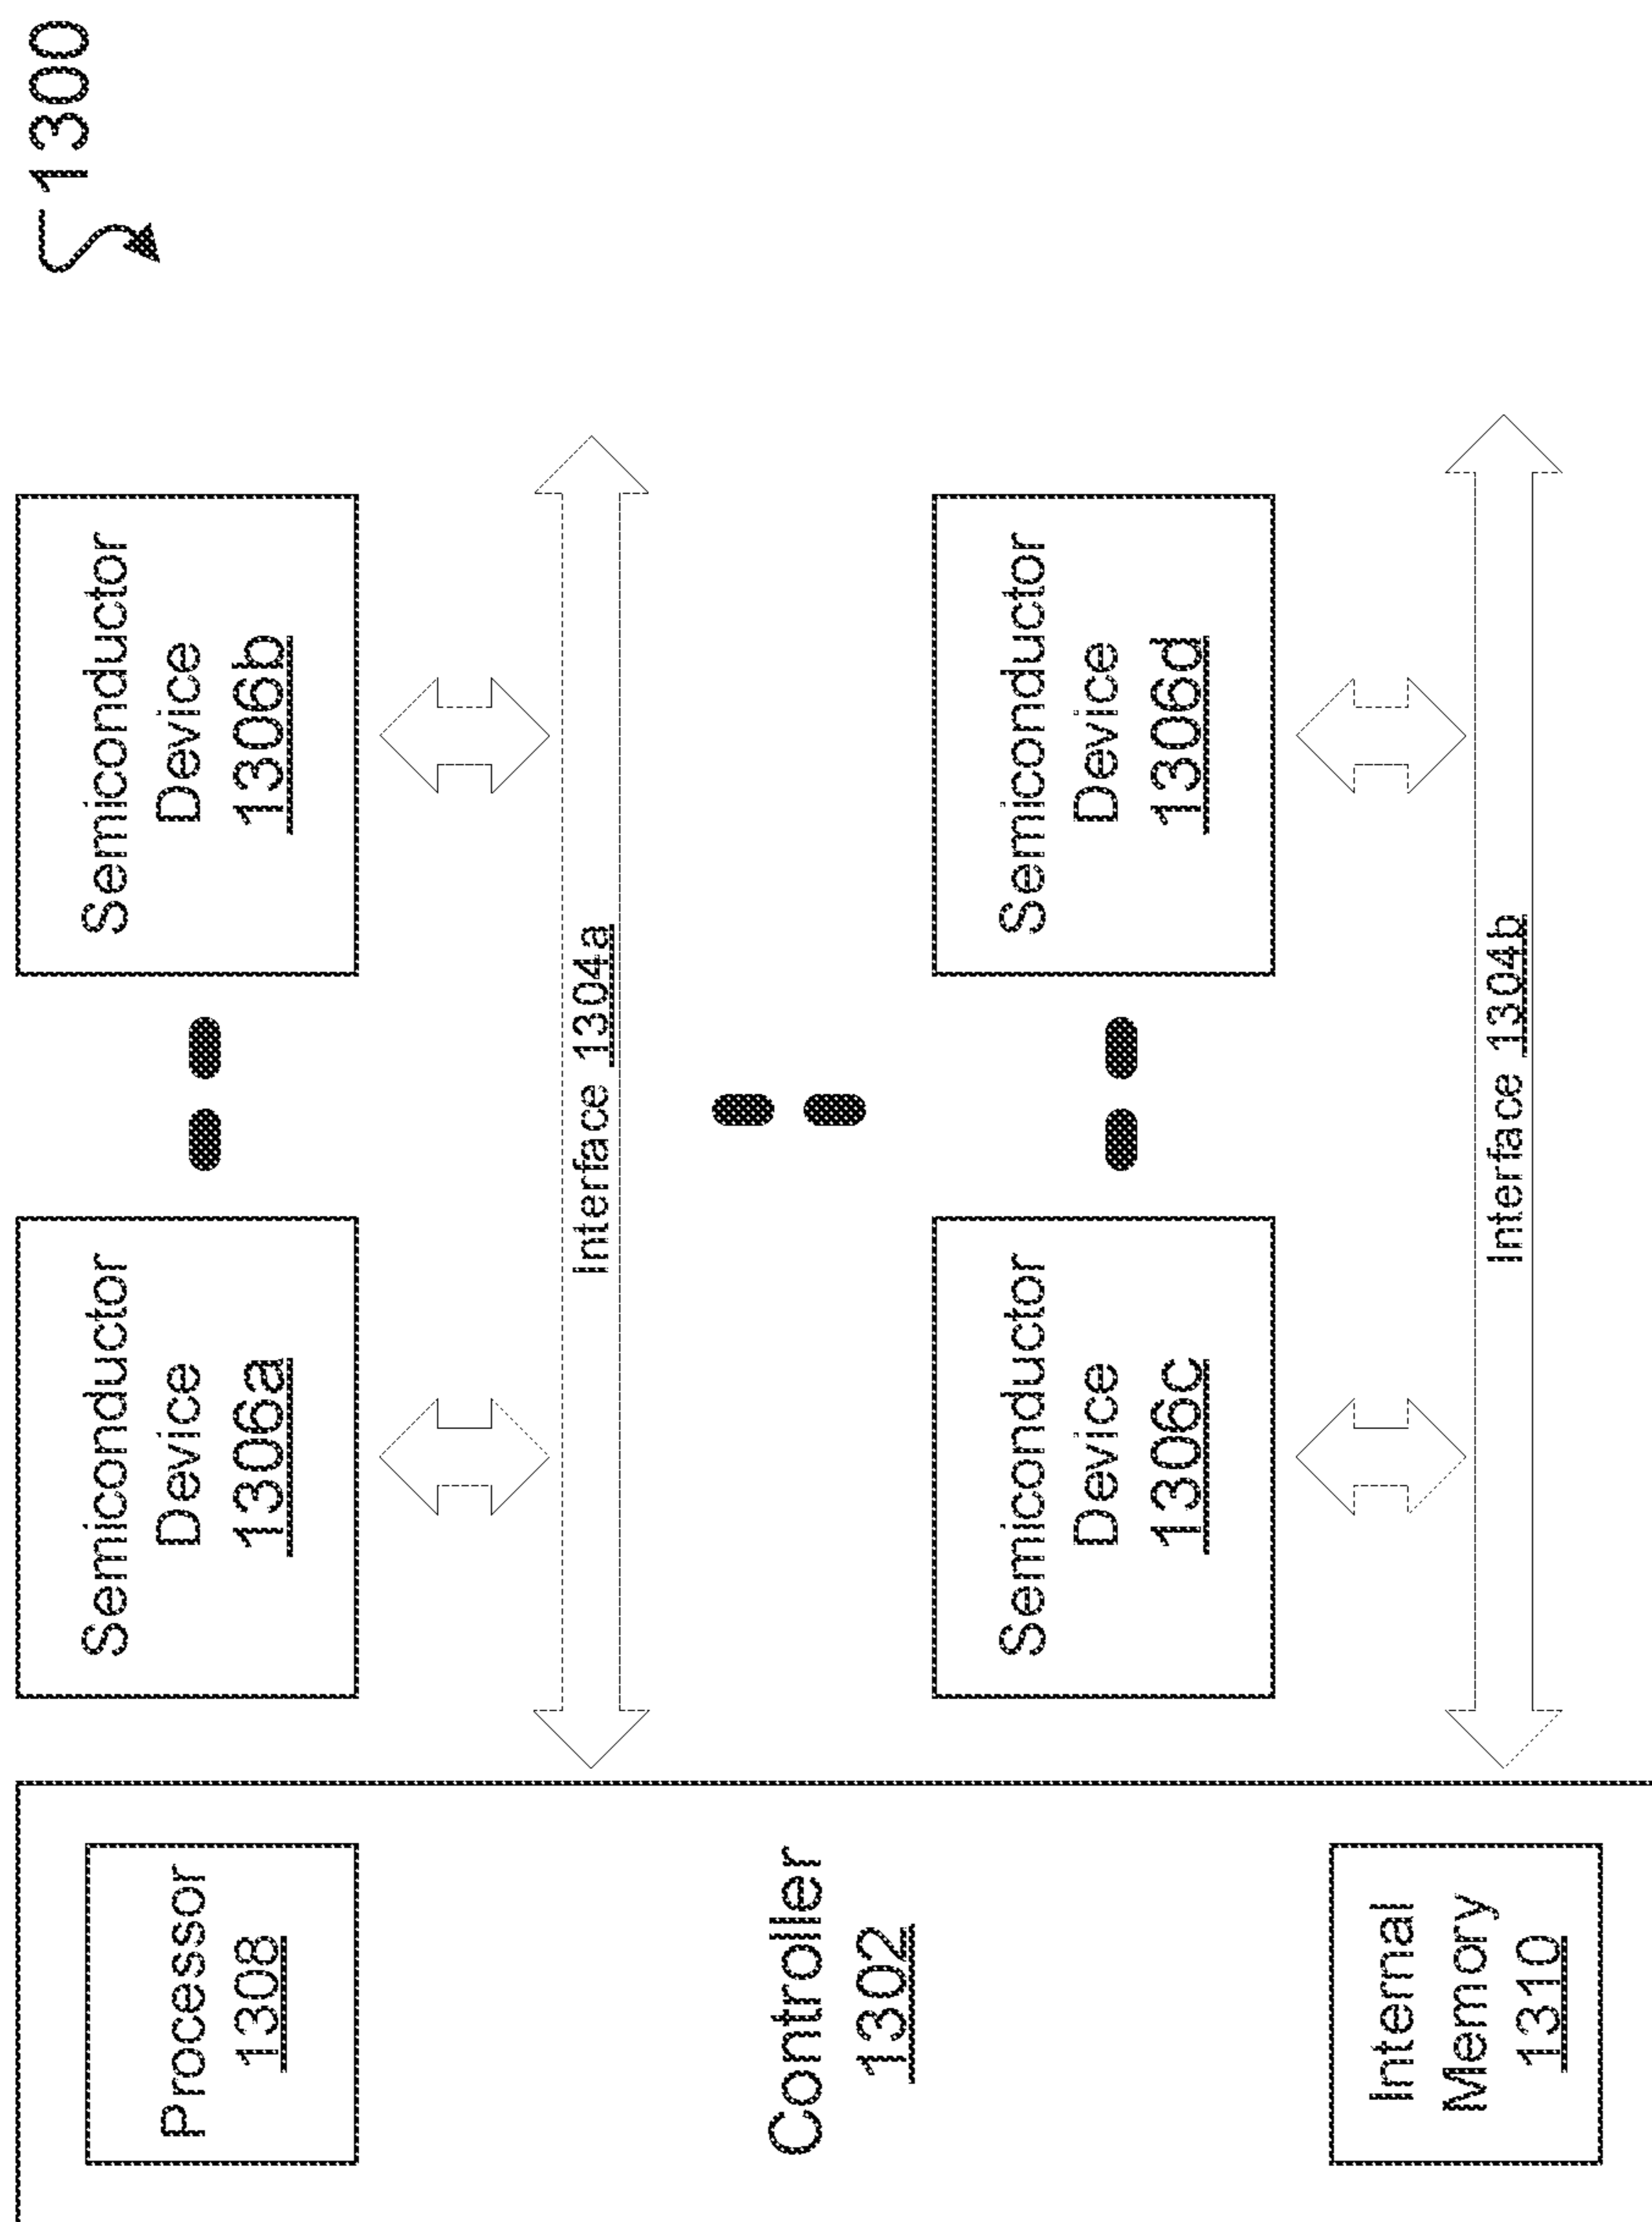 1300
Processor
1308
Controller
1302
Internal
Memory
1310
Semiconductor
Device
1306a
Semiconductor
Device
1306b
Interface 1304a
Semiconductor
Device
1306c
Semiconductor
Device
1306d
Interface 1304b